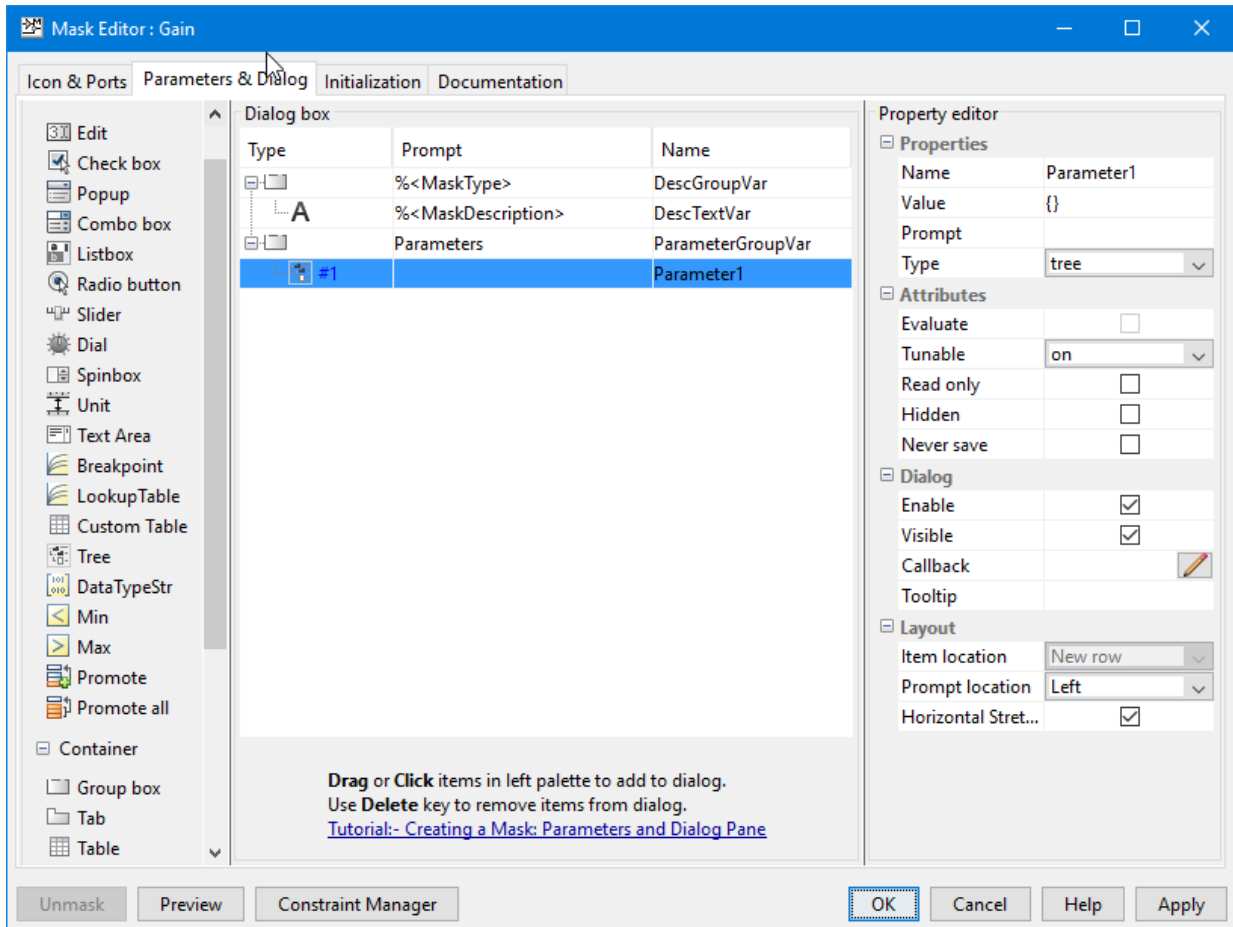 Mask Editor : Gain
Icon & Ports Parameters & Dialog Initialization Documentation
Edit
Check box
Popup
Combo box
Listbox
Radio button
Slider
Dial
Spinbox
Unit
Text Area
Breakpoint
LookupTable
Custom Table
Tree
DataTypeStr
Min
Max
Promote
Promote all
Container
Group box
Tab
Table
Dialog box
Type Prompt Name
%<MaskType> DescGroupVar
A %<MaskDescription> DescTextVar
Parameters ParameterGroupVar
#1 Parameter1
Drag or Click items in left palette to add to dialog.
Use Delete key to remove items from dialog.
Tutorial:- Creating a Mask: Parameters and Dialog Pane
Property editor
Properties
Name Parameter1
Value {}
Prompt
Type tree
Attributes
Evaluate
Tunable on
Read only
Hidden
Never save
Dialog
Enable
Visible
Callback
Tooltip
Layout
Item location New row
Prompt location Left
Horizontal Stret...
Unmask Preview Constraint Manager OK Cancel Help Apply